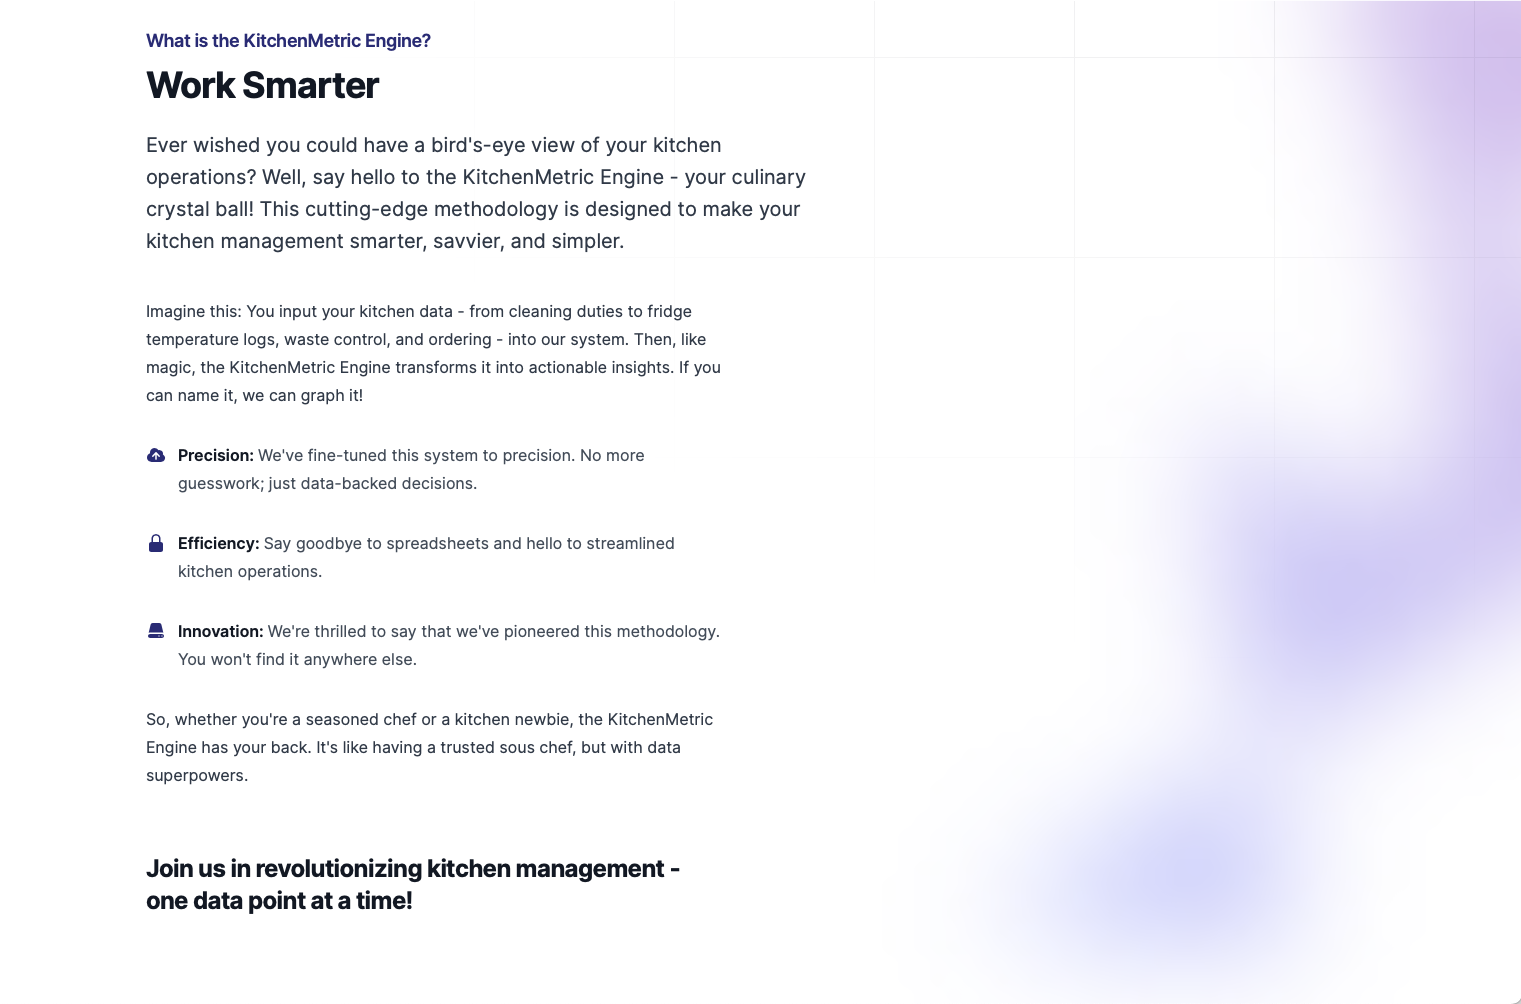 What is the KitchenMetric Engine?
Work Smarter
Ever wished you could have a bird's-eye view of your kitchen
operations? Well, say hello to the KitchenMetric Engine - your culinary
crystal ball! This cutting-edge methodology is designed to make your
kitchen management smarter, savvier, and simpler.
Imagine this: You input your kitchen data - from cleaning duties to fridge
temperature logs, waste control, and ordering - into our system. Then, like
magic, the KitchenMetric Engine transforms it into actionable insights. If you
can name it, we can graph it!
Precision: We've fine-tuned this system to precision. No more
guesswork; just data-backed decisions.
Efficiency: Say goodbye to spreadsheets and hello to streamlined
kitchen operations.
Innovation: We're thrilled to say that we've pioneered this methodology.
You won't find it anywhere else.
So, whether you're a seasoned chef or a kitchen newbie, the KitchenMetric
Engine has your back. It's like having a trusted sous chef, but with data
superpowers.
Join us in revolutionizing kitchen management -
one data point at a time!